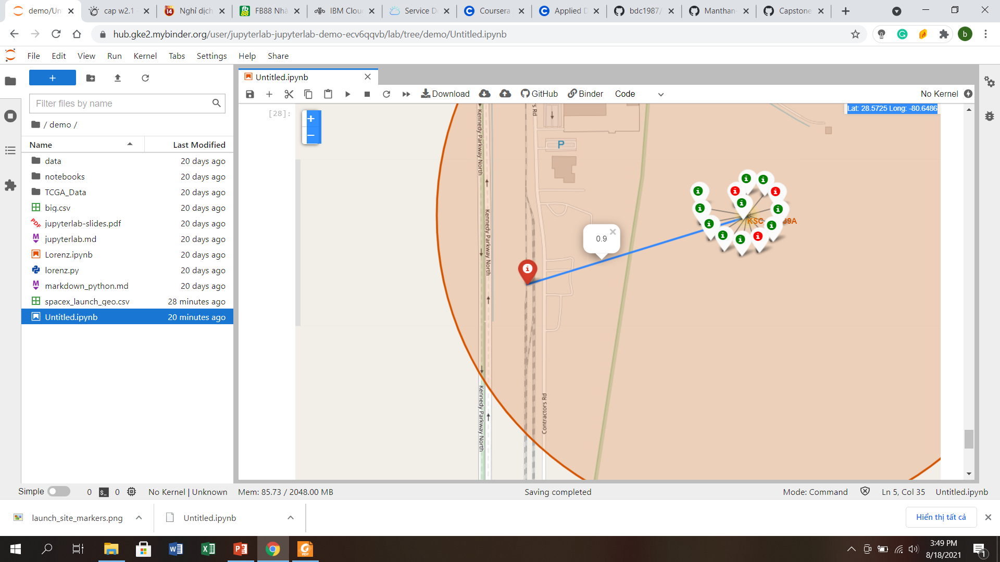 demo/Un
cap w2.1
Nghỉ dịch
FB88 Nhà
IBM Clou
Service D
Coursera
Applied D
bdc1987/
Manthan-
Capstone
hub.gke2.mybinder.org/user/jupyterlab-jupyterlab-demo-ecv6qqvb/lab/tree/demo/Untitled.ipynb
b
File Edit View Run Kernel Tabs Settings Help Share
Untitled.ipynb
Download
GitHub
Binder
Code
No Kernel
Filter files by name
/ demo /
Name Last Modified
data 20 days ago
notebooks 20 days ago
TCGA_Data 20 days ago
big.csv 20 days ago
jupyterlab-slides.pdf 20 days ago
jupyterlab.md 20 days ago
Lorenz.ipynb 20 days ago
lorenz.py 20 days ago
markdown_python.md 20 days ago
spacex_launch_geo.csv 28 minutes ago
Untitled.ipynb 20 minutes ago
[28]:
+
−
Lat: 28.5725 Long: -80.6486
Kennedy Parkway North
s Rd
P
Kennedy Parkway North
0.9
KSC
39A
Kennedy Parkway North
Contractors Rd
Simple 0 0 No Kernel | Unknown Mem: 85.73 / 2048.00 MB Saving completed Mode: Command Ln 5, Col 35 Untitled.ipynb
launch_site_markers.png
Untitled.ipynb
Hiển thị tất cả
3:49 PM
8/18/2021
1